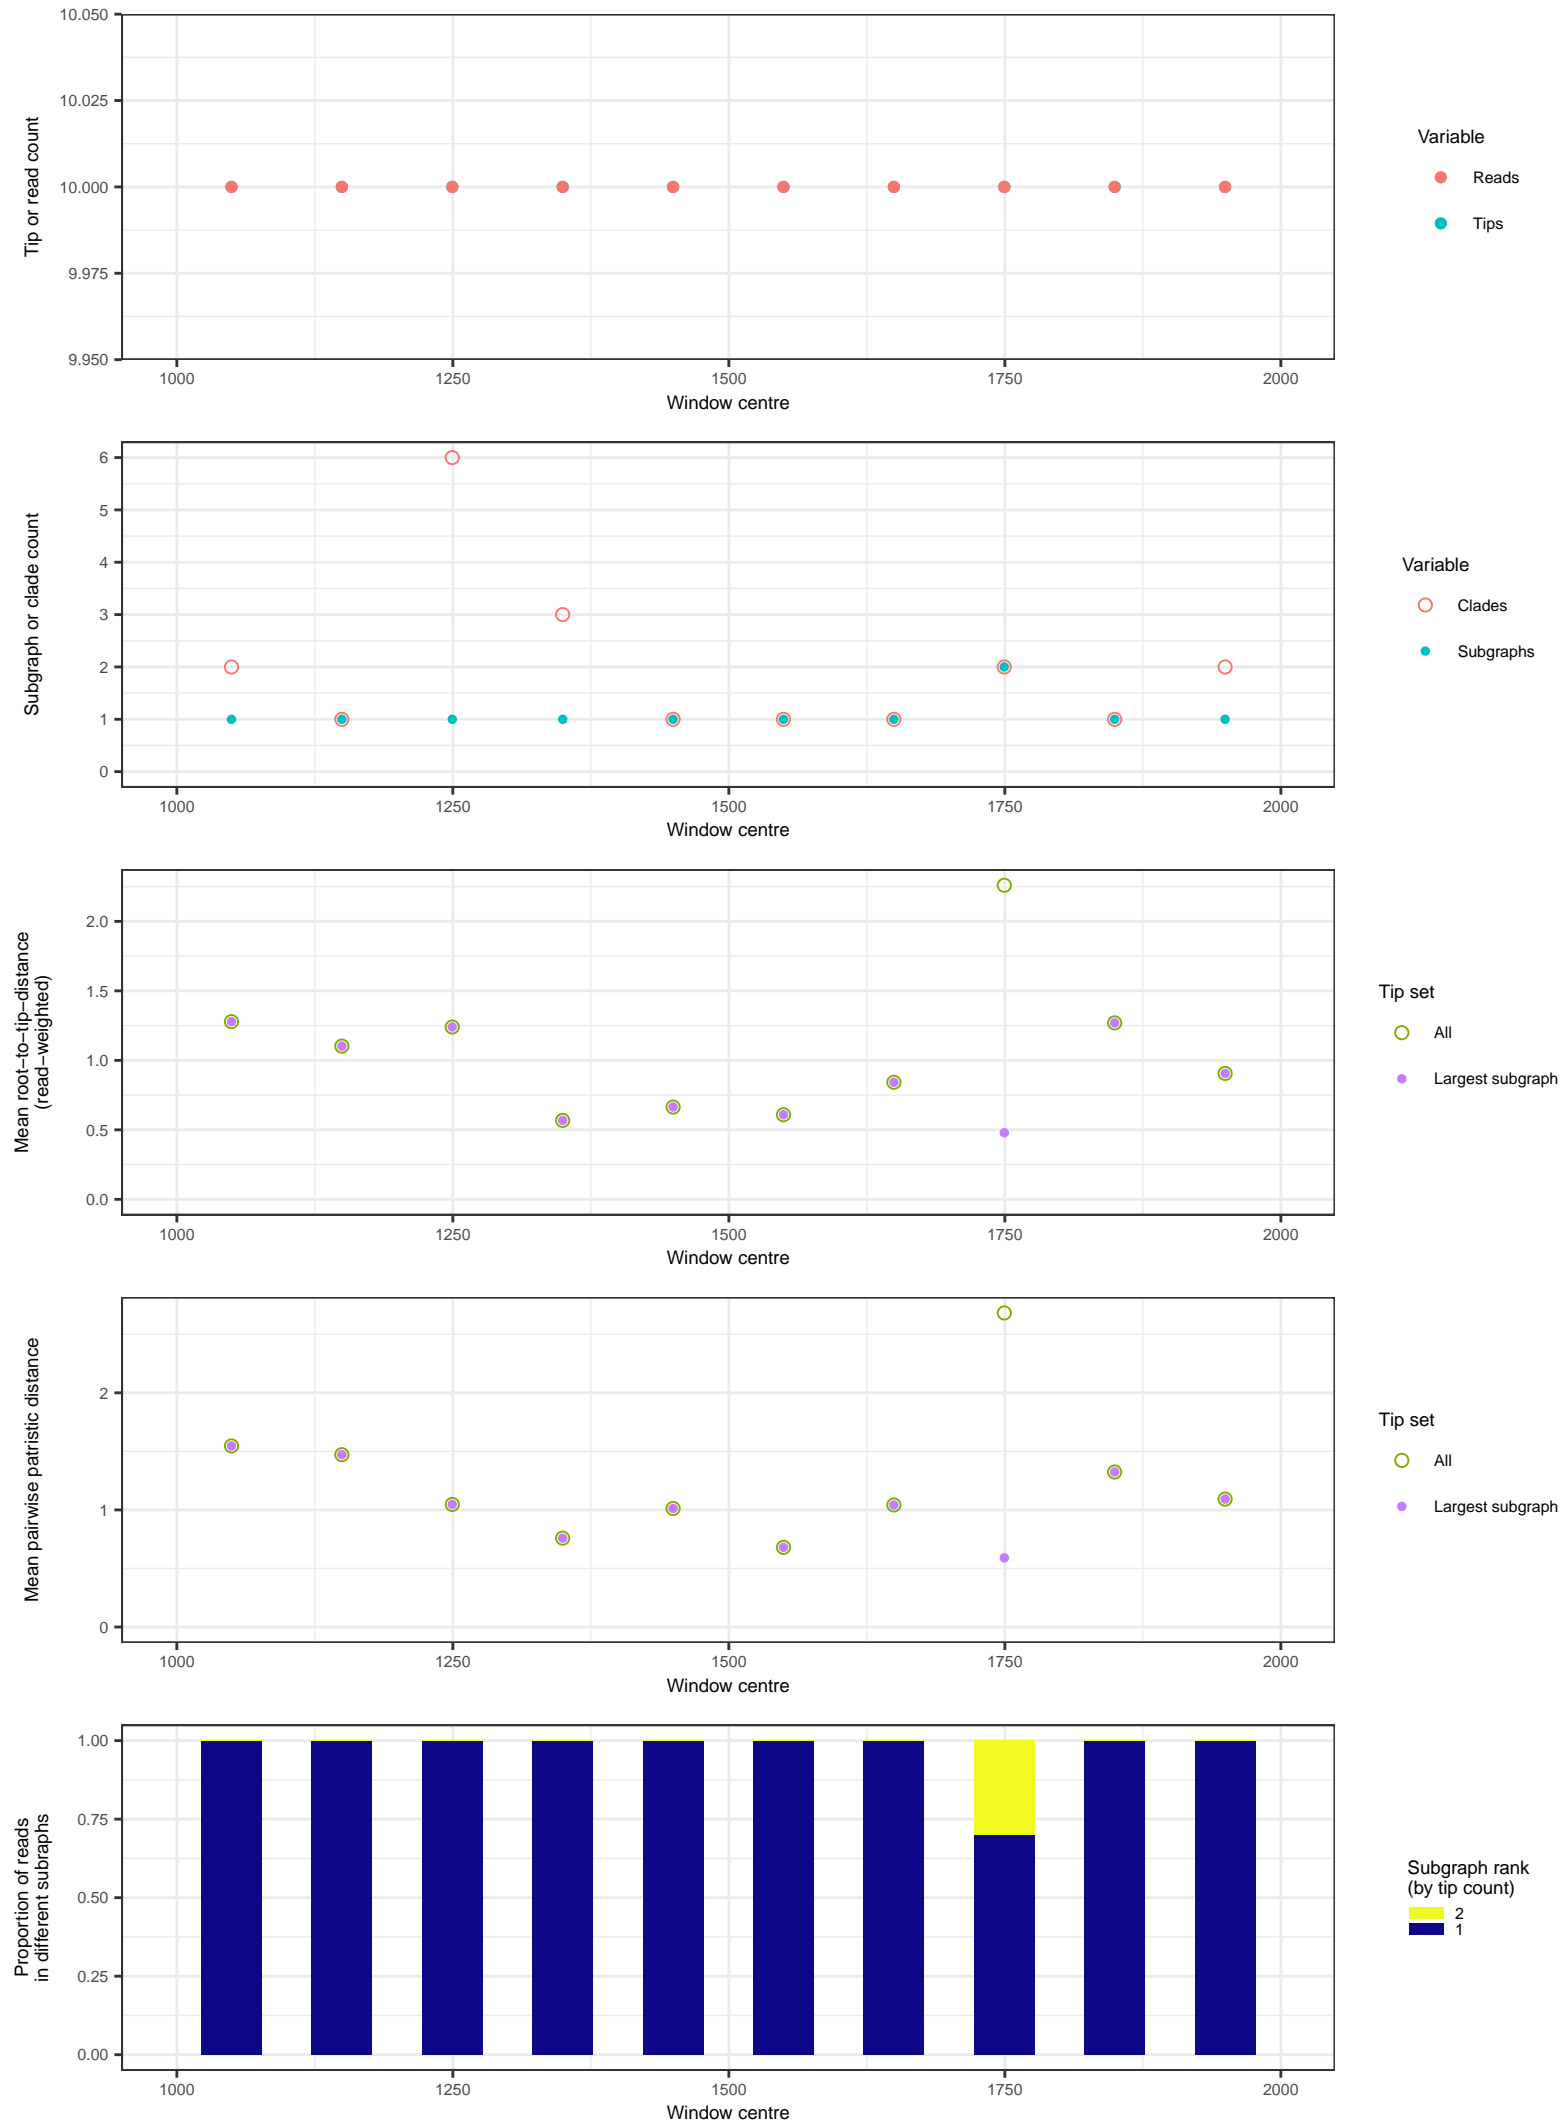 10.050
10.025
10.000
9.975
9.950
Tip or read count
1000 1250 1500 1750 2000
Window centre
Variable
Reads
Tips
6
5
4
3
2
1
0
Subgraph or clade count
1000 1250 1500 1750 2000
Window centre
Variable
Clades
Subgraphs
2.0
1.5
1.0
0.5
0.0
Mean root−to−tip−distance
(read−weighted)
1000 1250 1500 1750 2000
Window centre
Tip set
All
Largest subgraph
2
1
0
Mean pairwise patristic distance
1000 1250 1500 1750 2000
Window centre
Tip set
All
Largest subgraph
1.00
0.75
0.50
0.25
0.00
Proportion of reads
in different subraphs
1000 1250 1500 1750 2000
Window centre
Subgraph rank
(by tip count)
2
1